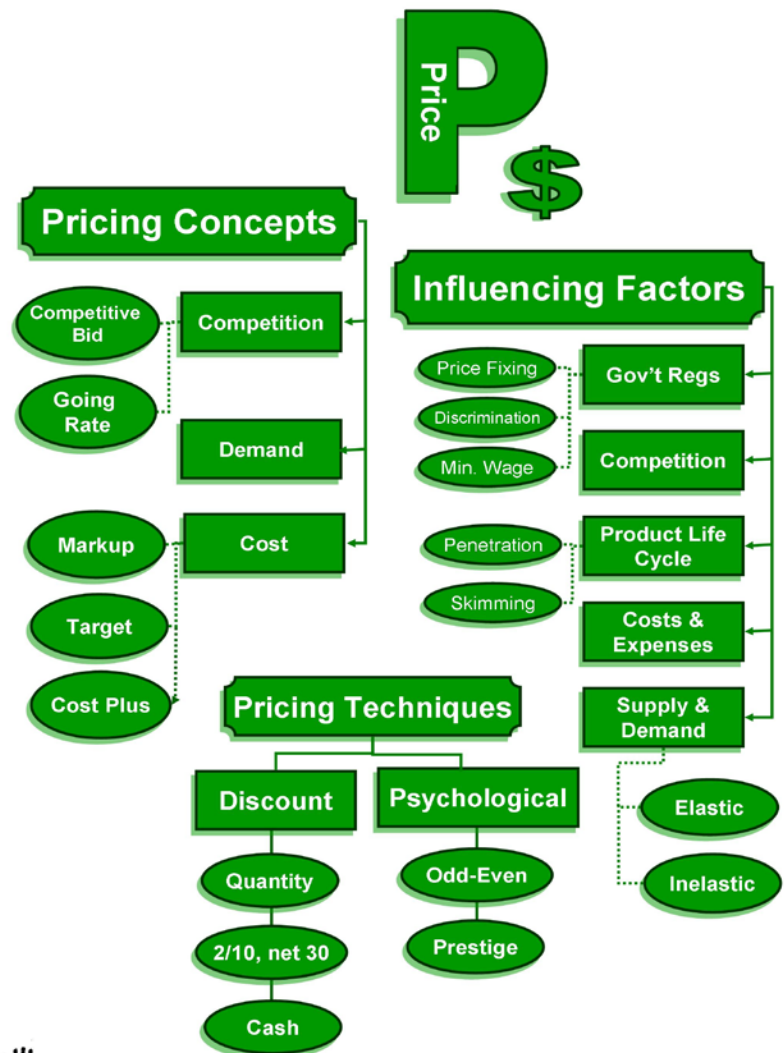 Price
$
Pricing Concepts
Competitive
Bid
Competition
Going
Rate
Demand
Markup
Cost
Target
Cost Plus
Influencing Factors
Price Fixing
Gov't Regs
Discrimination
Min. Wage
Competition
Penetration
Product Life
Cycle
Skimming
Costs &
Expenses
Supply &
Demand
Elastic
Inelastic
Pricing Techniques
Discount
Psychological
Quantity
Odd-Even
2/10, net 30
Prestige
Cash
P